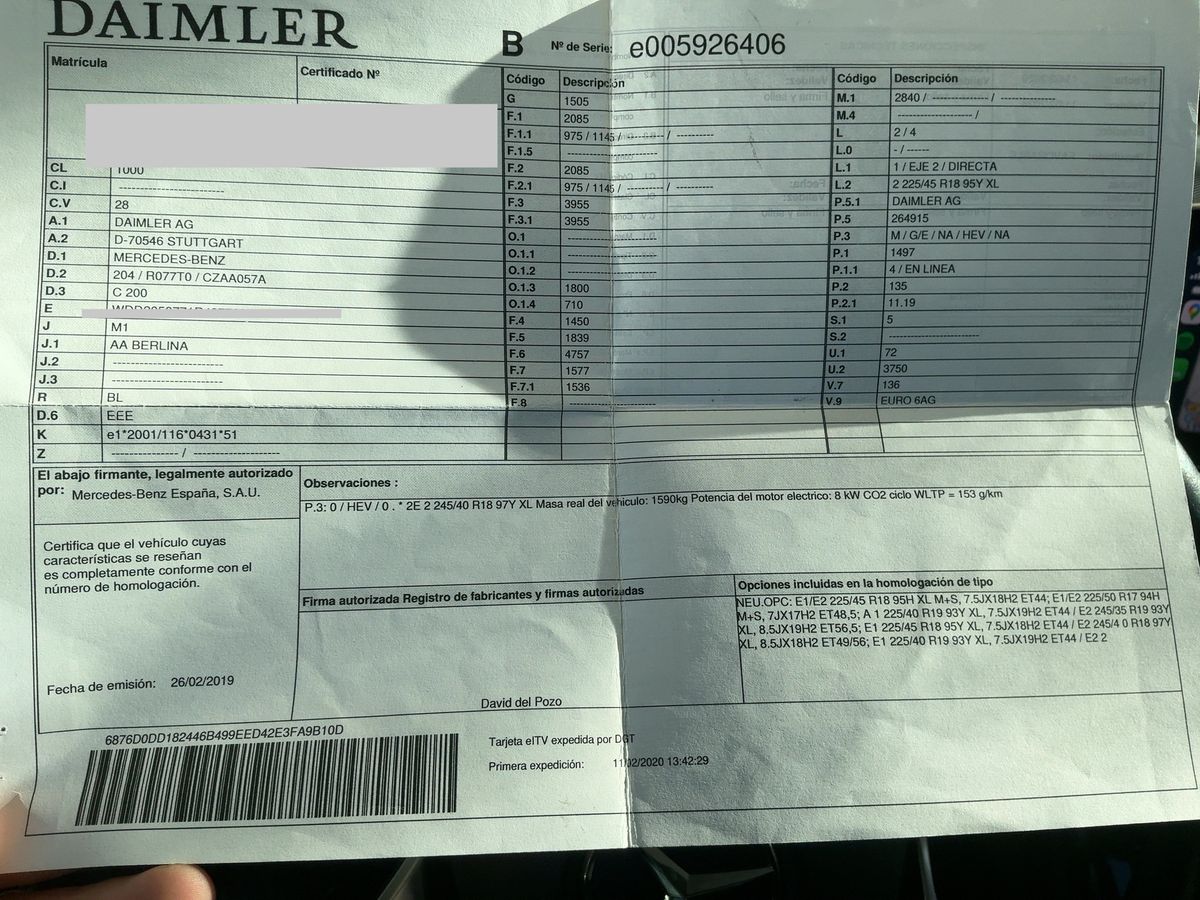 DAIMLER
B Nº de Serie: e005926406
Matrícula
Certificado Nº
CL 1000
C.I ------------------------
C.V 28
A.1 DAIMLER AG
A.2 D-70546 STUTTGART
D.1 MERCEDES-BENZ
D.2 204 / R077T0 / CZAA057A
D.3 C 200
E
J M1
J.1 AA BERLINA
J.2 ------------------------
J.3 ------------------------
R BL
D.6 EEE
K e1*2001/116*0431*51
Z --------------- / -------------------
Código Descripción
G 1505
F.1 2085
F.1.1 975 / 1145 / ---------- / ----------
F.1.5 ---------------------
F.2 2085
F.2.1 975 / 1145 / ---------- / ----------
F.3 3955
F.3.1 3955
O.1 ---------------------
O.1.1 ---------------------
O.1.2 ---------------------
O.1.3 1800
O.1.4 710
F.4 1450
F.5 1839
F.6 4757
F.7 1577
F.7.1 1536
F.8 ---------------------
Código Descripción
M.1 2840 / --------------- / ---------------
M.4 -------------------- /
L 2 / 4
L.0 - / ------
L.1 1 / EJE 2 / DIRECTA
L.2 2 225/45 R18 95Y XL
P.5.1 DAIMLER AG
P.5 264915
P.3 M / G/E / NA / HEV / NA
P.1 1497
P.1.1 4 / EN LINEA
P.2 135
P.2.1 11.19
S.1 5
S.2 ------------------------
U.1 72
U.2 3750
V.7 136
V.9 EURO 6AG
El abajo firmante, legalmente autorizado
por: Mercedes-Benz España, S.A.U.
Certifica que el vehículo cuyas
características se reseñan
es completamente conforme con el
número de homologación.
Fecha de emisión: 26/02/2019
Observaciones :
P.3: 0 / HEV / 0 . * 2E 2 245/40 R18 97Y XL Masa real del vehiculo: 1590kg Potencia del motor electrico: 8 kW CO2 ciclo WLTP = 153 g/km
Firma autorizada Registro de fabricantes y firmas autorizadas
David del Pozo
Opciones incluidas en la homologación de tipo
NEU.OPC: E1/E2 225/45 R18 95H XL M+S, 7.5JX18H2 ET44; E1/E2 225/50 R17 94H
M+S, 7JX17H2 ET48,5; A 1 225/40 R19 93Y XL, 7.5JX19H2 ET44 / E2 245/35 R19 93Y
XL, 8.5JX19H2 ET56,5; E1 225/45 R18 95Y XL, 7.5JX18H2 ET44 / E2 245/4 0 R18 97Y
XL, 8.5JX18H2 ET49/56; E1 225/40 R19 93Y XL, 7.5JX19H2 ET44 / E2 2
6876D0DD182446B499EED42E3FA9B10D
Tarjeta eITV expedida por DGT
Primera expedición: 11/02/2020 13:42:29